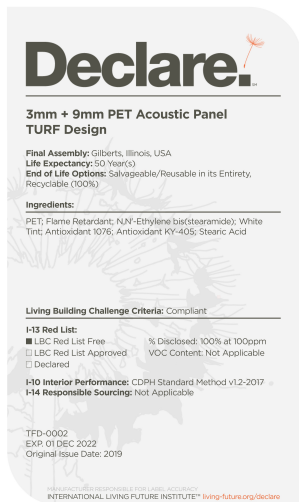 Declare.
SM
3mm + 9mm PET Acoustic Panel
TURF Design
Final Assembly: Gilberts, Illinois, USA
Life Expectancy: 50 Year(s)
End of Life Options: Salvageable/Reusable in its Entirety,
Recyclable (100%)
Ingredients:
PET; Flame Retardant; N,N'-Ethylene bis(stearamide); White
Tint; Antioxidant 1076; Antioxidant KY-405; Stearic Acid
Living Building Challenge Criteria: Compliant
I-13 Red List:
■ LBC Red List Free % Disclosed: 100% at 100ppm
□ LBC Red List Approved VOC Content: Not Applicable
□ Declared
I-10 Interior Performance: CDPH Standard Method v1.2-2017
I-14 Responsible Sourcing: Not Applicable
TFD-0002
EXP. 01 DEC 2022
Original Issue Date: 2019
MANUFACTURER RESPONSIBLE FOR LABEL ACCURACY
INTERNATIONAL LIVING FUTURE INSTITUTE™ living-future.org/declare